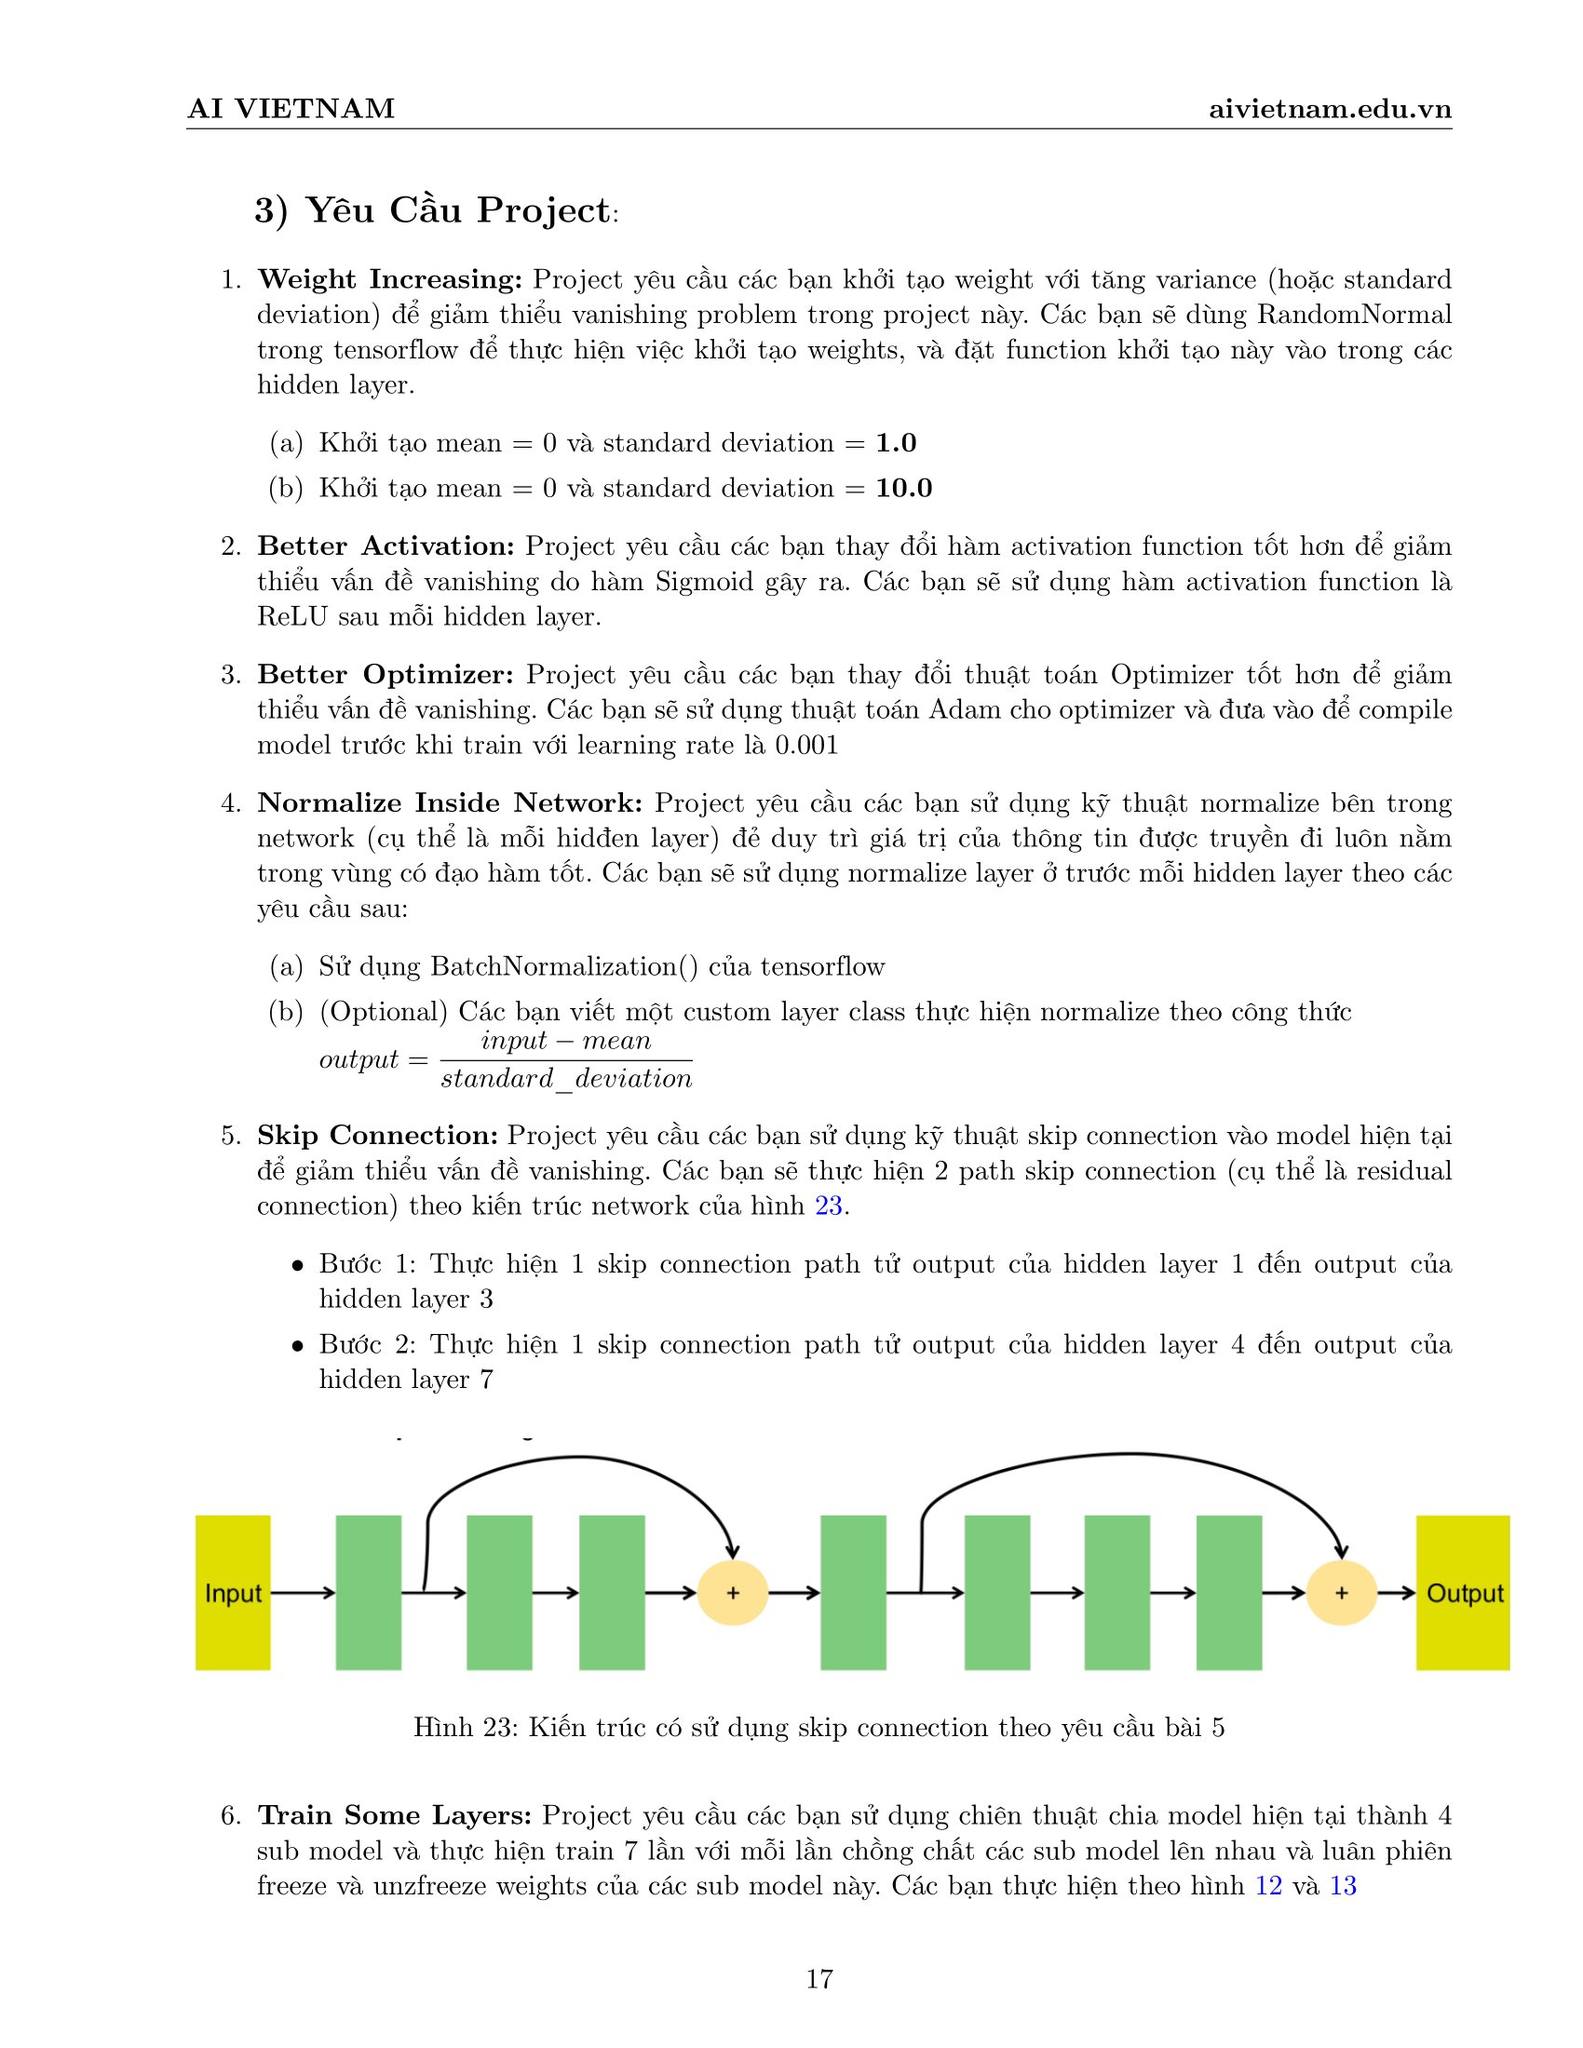 AI VIETNAM
aivietnam.edu.vn
3) Yêu Cầu Project:
1. Weight Increasing: Project yêu cầu các bạn khởi tạo weight với tăng variance (hoặc standard
deviation) để giảm thiểu vanishing problem trong project này. Các bạn sẽ dùng RandomNormal
trong tensorflow để thực hiện việc khởi tạo weights, và đặt function khởi tạo này vào trong các
hidden layer.
(a) Khởi tạo mean = 0 và standard deviation = 1.0
(b) Khởi tạo mean = 0 và standard deviation = 10.0
2. Better Activation: Project yêu cầu các bạn thay đổi hàm activation function tốt hơn để giảm
thiểu vấn đề vanishing do hàm Sigmoid gây ra. Các bạn sẽ sử dụng hàm activation function là
ReLU sau mỗi hidden layer.
3. Better Optimizer: Project yêu cầu các bạn thay đổi thuật toán Optimizer tốt hơn để giảm
thiểu vấn đề vanishing. Các bạn sẽ sử dụng thuật toán Adam cho optimizer và đưa vào để compile
model trước khi train với learning rate là 0.001
4. Normalize Inside Network: Project yêu cầu các bạn sử dụng kỹ thuật normalize bên trong
network (cụ thể là mỗi hiđden layer) đẻ duy trì giá trị của thông tin được truyền đi luôn nằm
trong vùng có đạo hàm tốt. Các bạn sẽ sử dụng normalize layer ở trước mỗi hidden layer theo các
yêu cầu sau:
(a) Sử dụng BatchNormalization() của tensorflow
(b) (Optional) Các bạn viết một custom layer class thực hiện normalize theo công thức
output = input − mean / standard_deviation
5. Skip Connection: Project yêu cầu các bạn sử dụng kỹ thuật skip connection vào model hiện tại
để giảm thiểu vấn đề vanishing. Các bạn sẽ thực hiện 2 path skip connection (cụ thể là residual
connection) theo kiến trúc network của hình 23.
• Bước 1: Thực hiện 1 skip connection path tử output của hidden layer 1 đến output của
hidden layer 3
• Bước 2: Thực hiện 1 skip connection path tử output của hidden layer 4 đến output của
hidden layer 7
Input + + Output
Hình 23: Kiến trúc có sử dụng skip connection theo yêu cầu bài 5
6. Train Some Layers: Project yêu cầu các bạn sử dụng chiên thuật chia model hiện tại thành 4
sub model và thực hiện train 7 lần với mỗi lần chồng chất các sub model lên nhau và luân phiên
freeze và unzfreeze weights của các sub model này. Các bạn thực hiện theo hình 12 và 13
17